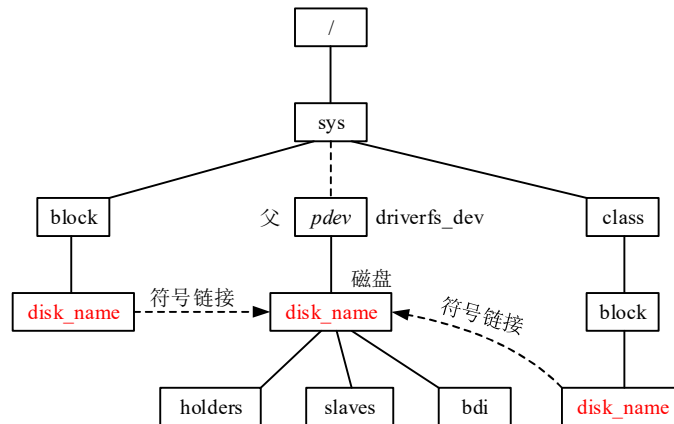 /
sys
block
父
pdev
driverfs_dev
class
磁盘
disk_name
符号链接
disk_name
符号链接
block
holders
slaves
bdi
disk_name